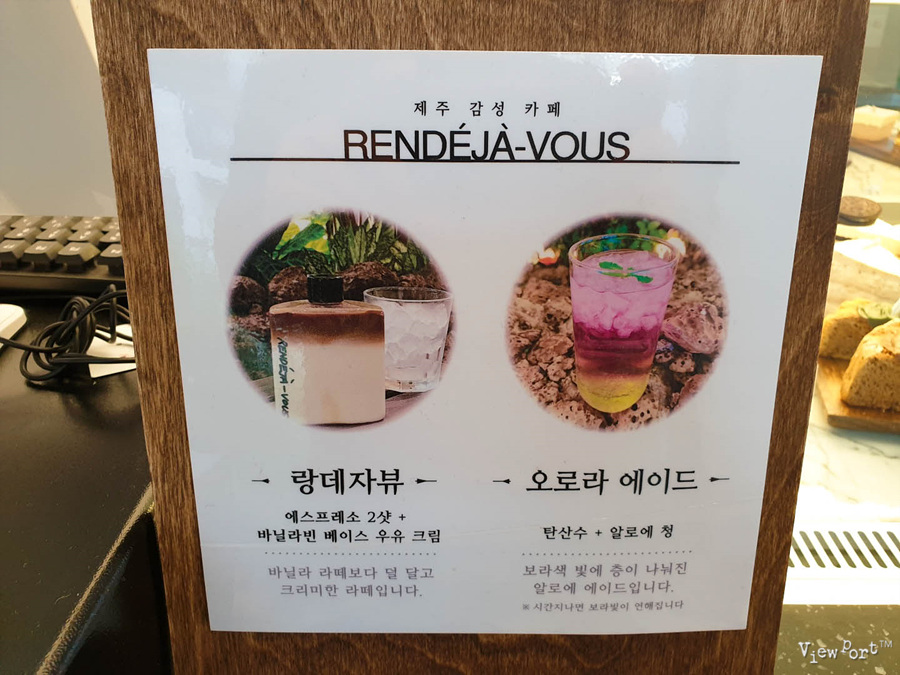 제주 감성 카페
RENDÉJÀ-VOUS
RENDÉJÀ-VOUS
랑데자뷰
에스프레소 2샷 +
바닐라빈 베이스 우유 크림
바닐라 라떼보다 덜 달고
크리미한 라떼입니다.
오로라 에이드
탄산수 + 알로에 청
보라색 빛에 층이 나눠진
알로에 에이드입니다.
※ 시간지나면 보라빛이 연해집니다
Viewport™